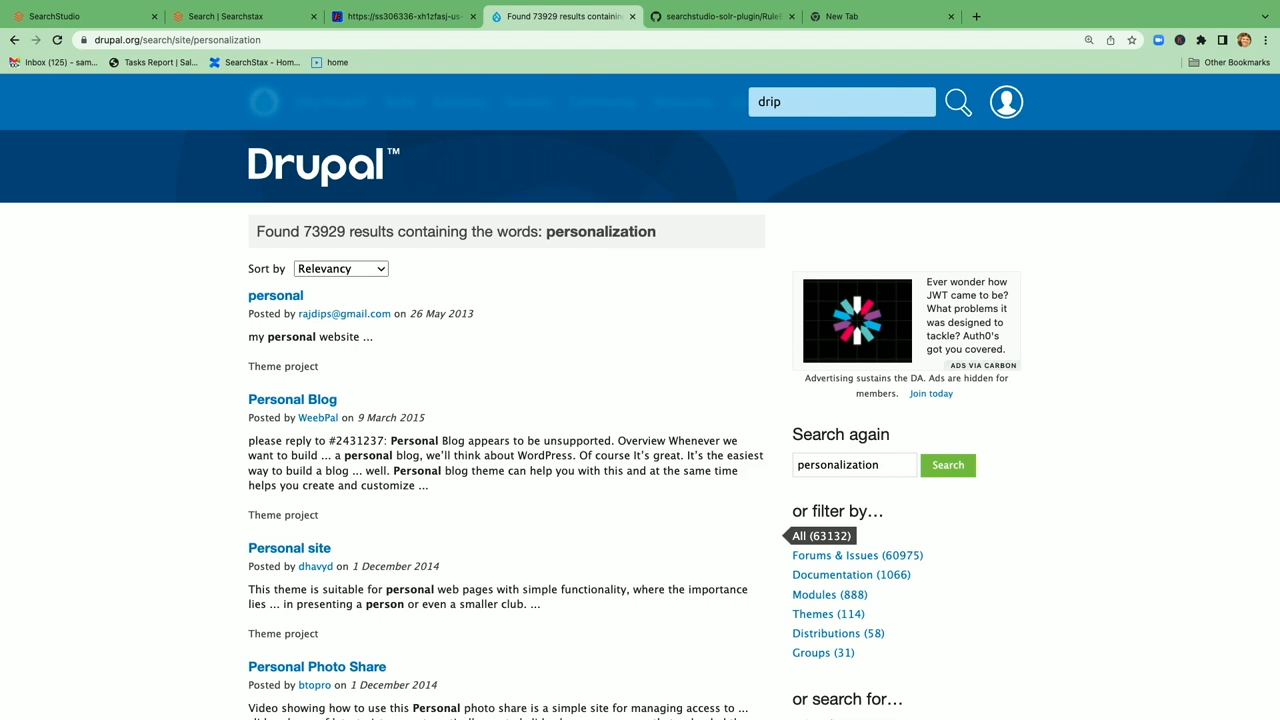 SearchStudio
Search | Searchstax
https://ss306336-xh1zfasj-us-
Found 73929 results containin
searchstudio-solr-plugin/RuleE
New Tab
drupal.org/search/site/personalization
Inbox (125) - sam...
Tasks Report | Sal...
SearchStax - Hom...
home
Other Bookmarks
drip
Drupal™
Found 73929 results containing the words: personalization
Sort by Relevancy
personal
Posted by rajdips@gmail.com on 26 May 2013
my personal website ...
Theme project
Personal Blog
Posted by WeebPal on 9 March 2015
please reply to #2431237: Personal Blog appears to be unsupported. Overview Whenever we
want to build ... a personal blog, we'll think about WordPress. Of course It's great. It's the easiest
way to build a blog ... well. Personal blog theme can help you with this and at the same time
helps you create and customize ...
Theme project
Personal site
Posted by dhavyd on 1 December 2014
This theme is suitable for personal web pages with simple functionality, where the importance
lies ... in presenting a person or even a smaller club. ...
Theme project
Personal Photo Share
Posted by btopro on 1 December 2014
Video showing how to use this Personal photo share is a simple site for managing access to ...
Ever wonder how
JWT came to be?
What problems it
was designed to
tackle? Auth0's
got you covered.
ADS VIA CARBON
Advertising sustains the DA. Ads are hidden for
members. Join today
Search again
personalization Search
or filter by...
All (63132)
Forums & Issues (60975)
Documentation (1066)
Modules (888)
Themes (114)
Distributions (58)
Groups (31)
or search for...